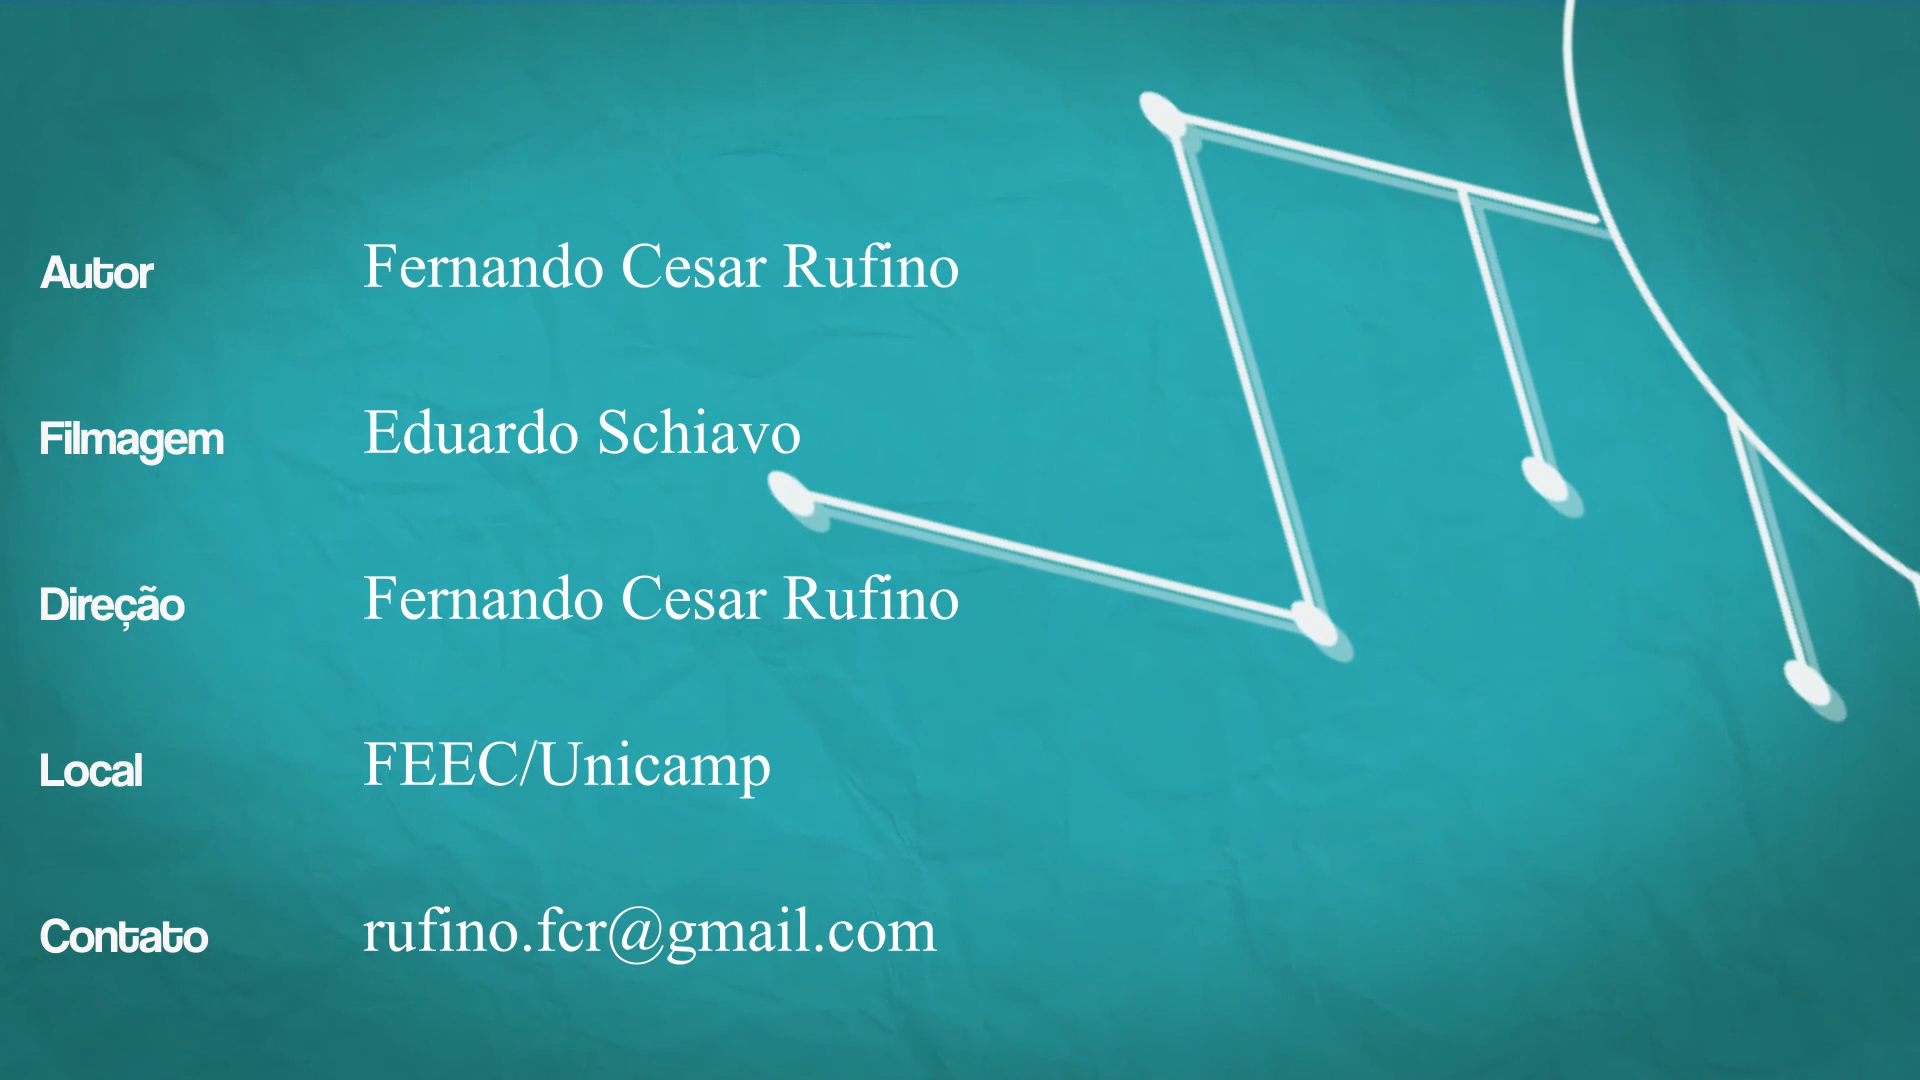 Autor Fernando Cesar Rufino
Filmagem Eduardo Schiavo
Direção Fernando Cesar Rufino
Local FEEC/Unicamp
Contato rufino.fcr@gmail.com